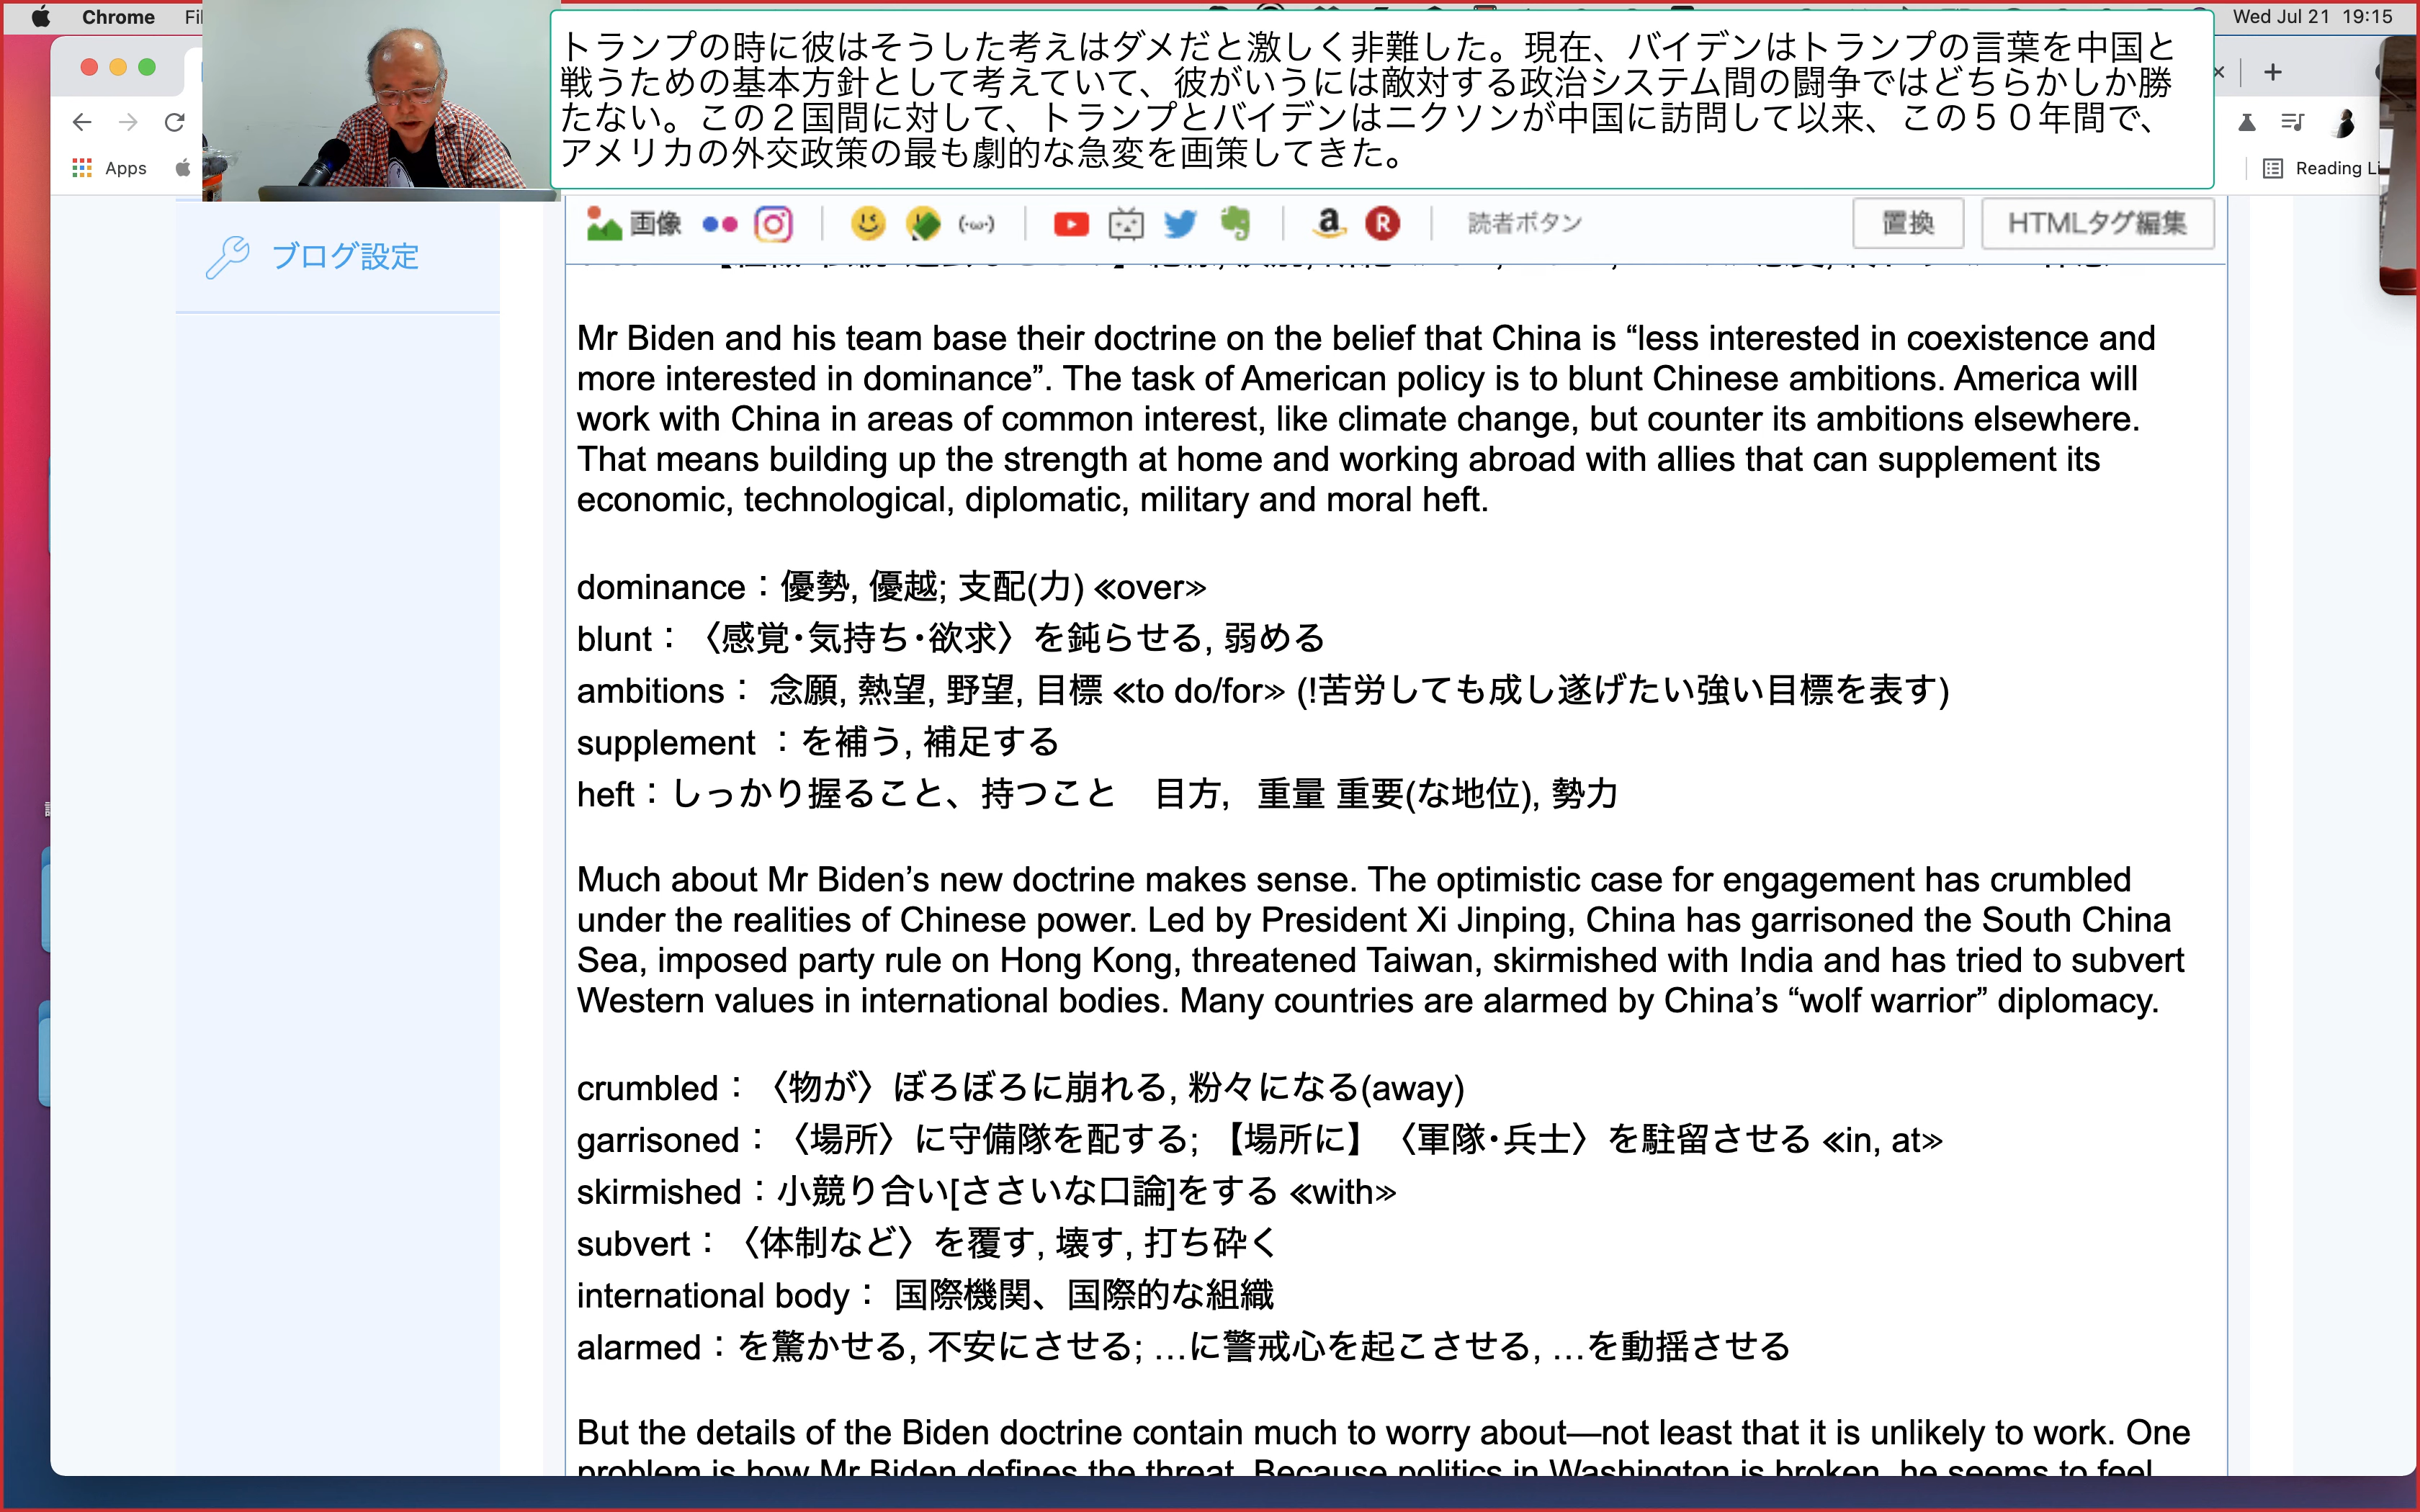 Chrome
Wed Jul 21 19:15
トランプの時に彼はそうした考えはダメだと激しく非難した。現在、バイデンはトランプの言葉を中国と
戦うための基本方針として考えていて、彼がいうには敵対する政治システム間の闘争ではどちらかしか勝
たない。この２国間に対して、トランプとバイデンはニクソンが中国に訪問して以来、この５０年間で、
アメリカの外交政策の最も劇的な急変を画策してきた。
Apps
Reading Li
画像
(·ω·)
読者ボタン
置換
HTMLタグ編集
ブログ設定
Mr Biden and his team base their doctrine on the belief that China is “less interested in coexistence and
more interested in dominance”. The task of American policy is to blunt Chinese ambitions. America will
work with China in areas of common interest, like climate change, but counter its ambitions elsewhere.
That means building up the strength at home and working abroad with allies that can supplement its
economic, technological, diplomatic, military and moral heft.
dominance：優勢, 優越; 支配(力) ≪over≫
blunt：〈感覚･気持ち･欲求〉を鈍らせる, 弱める
ambitions： 念願, 熱望, 野望, 目標 ≪to do/for≫ (!苦労しても成し遂げたい強い目標を表す)
supplement ：を補う, 補足する
heft：しっかり握ること、持つこと　目方, 重量 重要(な地位), 勢力
Much about Mr Biden’s new doctrine makes sense. The optimistic case for engagement has crumbled
under the realities of Chinese power. Led by President Xi Jinping, China has garrisoned the South China
Sea, imposed party rule on Hong Kong, threatened Taiwan, skirmished with India and has tried to subvert
Western values in international bodies. Many countries are alarmed by China’s “wolf warrior” diplomacy.
crumbled：〈物が〉ぼろぼろに崩れる, 粉々になる(away)
garrisoned：〈場所〉に守備隊を配する; 【場所に】〈軍隊･兵士〉を駐留させる ≪in, at≫
skirmished：小競り合い[ささいな口論]をする ≪with≫
subvert：〈体制など〉を覆す, 壊す, 打ち砕く
international body： 国際機関、国際的な組織
alarmed：を驚かせる, 不安にさせる; …に警戒心を起こさせる, …を動揺させる
But the details of the Biden doctrine contain much to worry about—not least that it is unlikely to work. One
problem is how Mr Biden defines the threat. Because politics in Washington is broken, he seems to feel